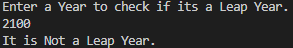 Enter a Year to check if its a Leap Year.
2100
It is Not a Leap Year.